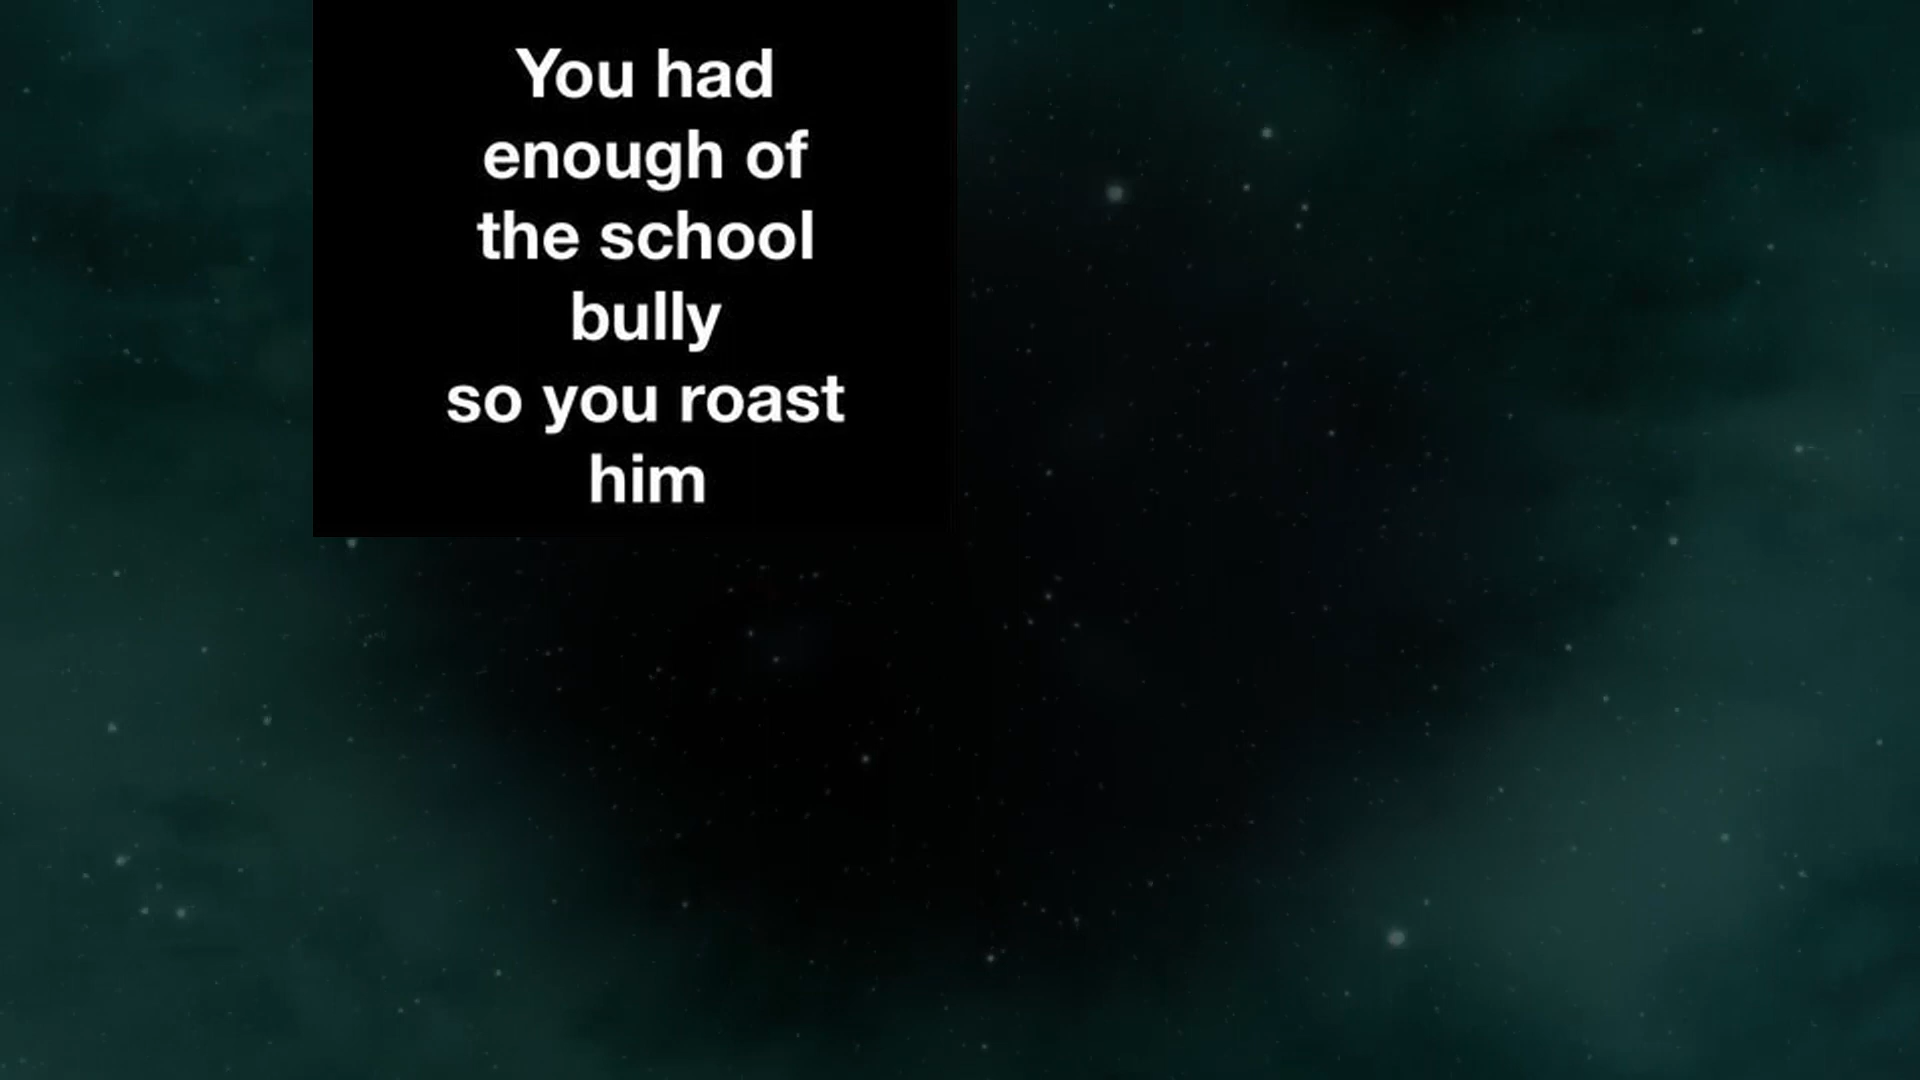 You had
enough of
the school
bully
so you roast
him